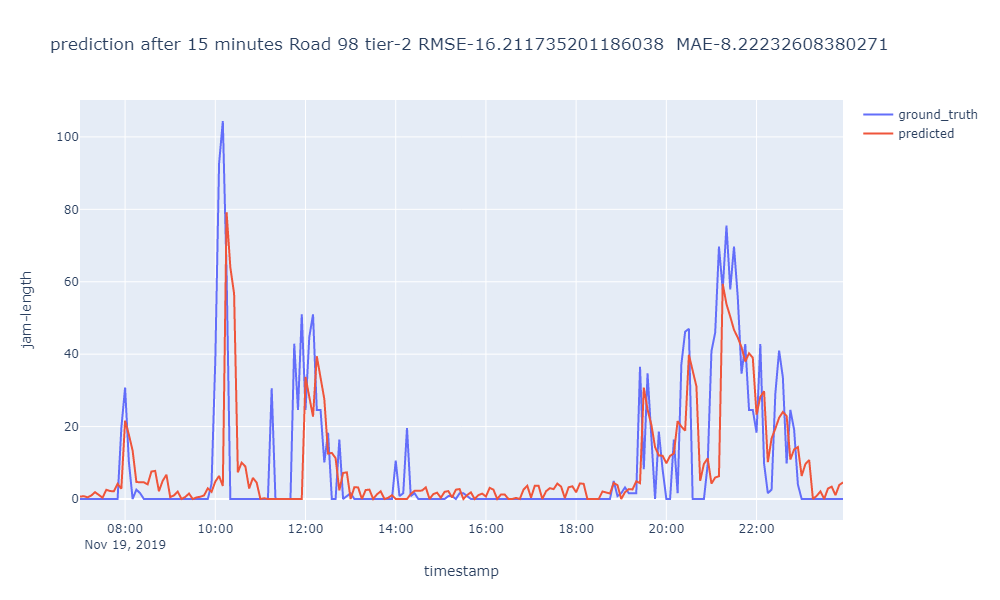 prediction after 15 minutes Road 98 tier-2 RMSE-16.211735201186038  MAE-8.22232608380271
ground_truth
predicted
100
80
60
40
20
0
jam-length
08:00 10:00 12:00 14:00 16:00 18:00 20:00 22:00
Nov 19, 2019
timestamp